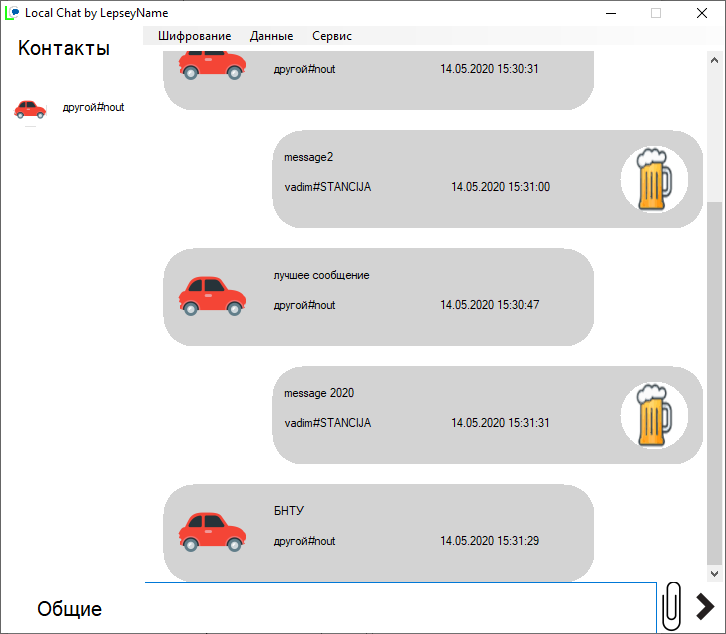 Local Chat by LepseyName
Контакты
Шифрование Данные Сервис
другой#nout
другой#nout 14.05.2020 15:30:31
message2
vadim#STANCIJA 14.05.2020 15:31:00
лучшее сообщение
другой#nout 14.05.2020 15:30:47
message 2020
vadim#STANCIJA 14.05.2020 15:31:31
БНТУ
другой#nout 14.05.2020 15:31:29
Общие